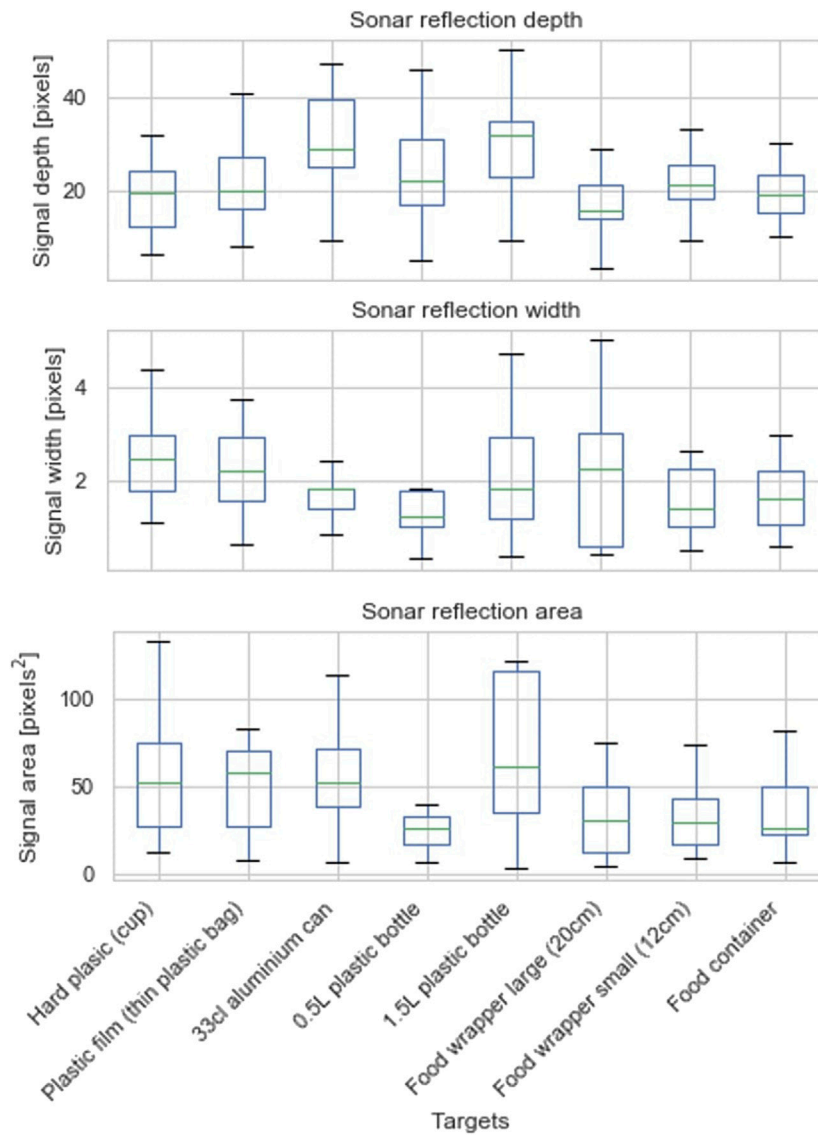 Sonar reflection depth
Signal depth [pixels]
40
20
Sonar reflection width
Signal width [pixels]
4
2
Sonar reflection area
Signal area [pixels²]
100
50
0
Hard plasic (cup)
Plastic film (thin plastic bag)
33cl aluminium can
0.5L plastic bottle
1.5L plastic bottle
Food wrapper large (20cm)
Food wrapper small (12cm)
Food container
Targets